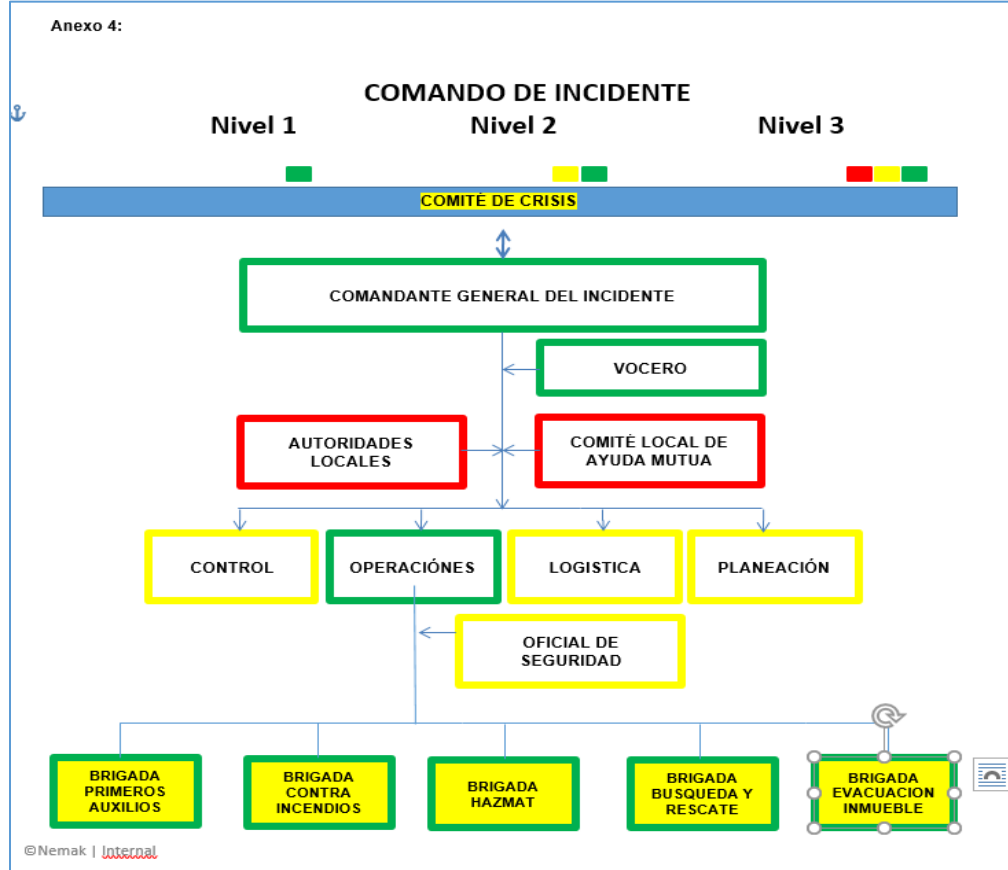 Anexo 4:
COMANDO DE INCIDENTE
Nivel 1 Nivel 2 Nivel 3
COMITÉ DE CRISIS
COMANDANTE GENERAL DEL INCIDENTE
VOCERO
AUTORIDADES
LOCALES
COMITÉ LOCAL DE
AYUDA MUTUA
CONTROL
OPERACIÓNES
LOGISTICA
PLANEACIÓN
OFICIAL DE
SEGURIDAD
BRIGADA
PRIMEROS
AUXILIOS
BRIGADA
CONTRA
INCENDIOS
BRIGADA
HAZMAT
BRIGADA
BUSQUEDA Y
RESCATE
BRIGADA
EVACUACION
INMUEBLE
©Nemak | Internal